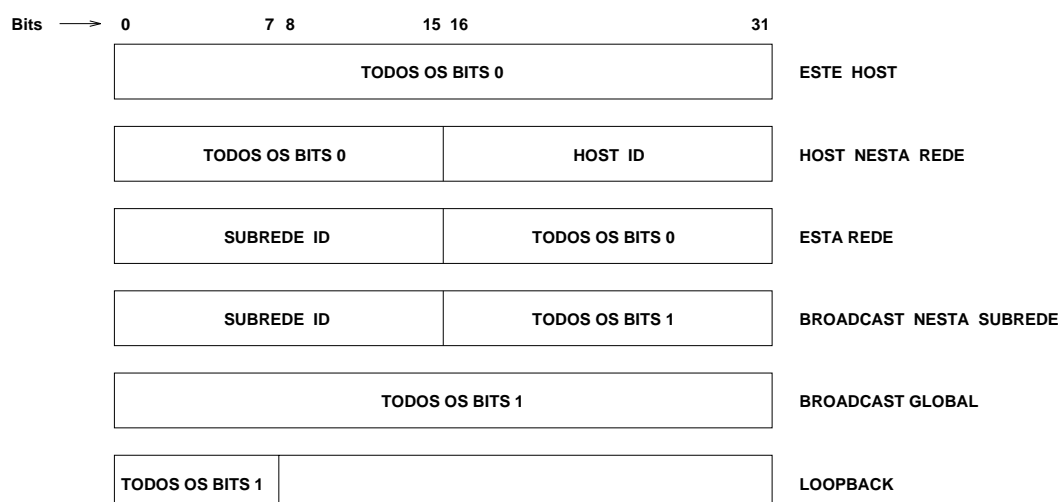 Bits 0 7 8 15 16 31
TODOS OS BITS 0 ESTE HOST
TODOS OS BITS 0 HOST ID HOST NESTA REDE
SUBREDE ID TODOS OS BITS 0 ESTA REDE
SUBREDE ID TODOS OS BITS 1 BROADCAST NESTA SUBREDE
TODOS OS BITS 1 BROADCAST GLOBAL
TODOS OS BITS 1 LOOPBACK